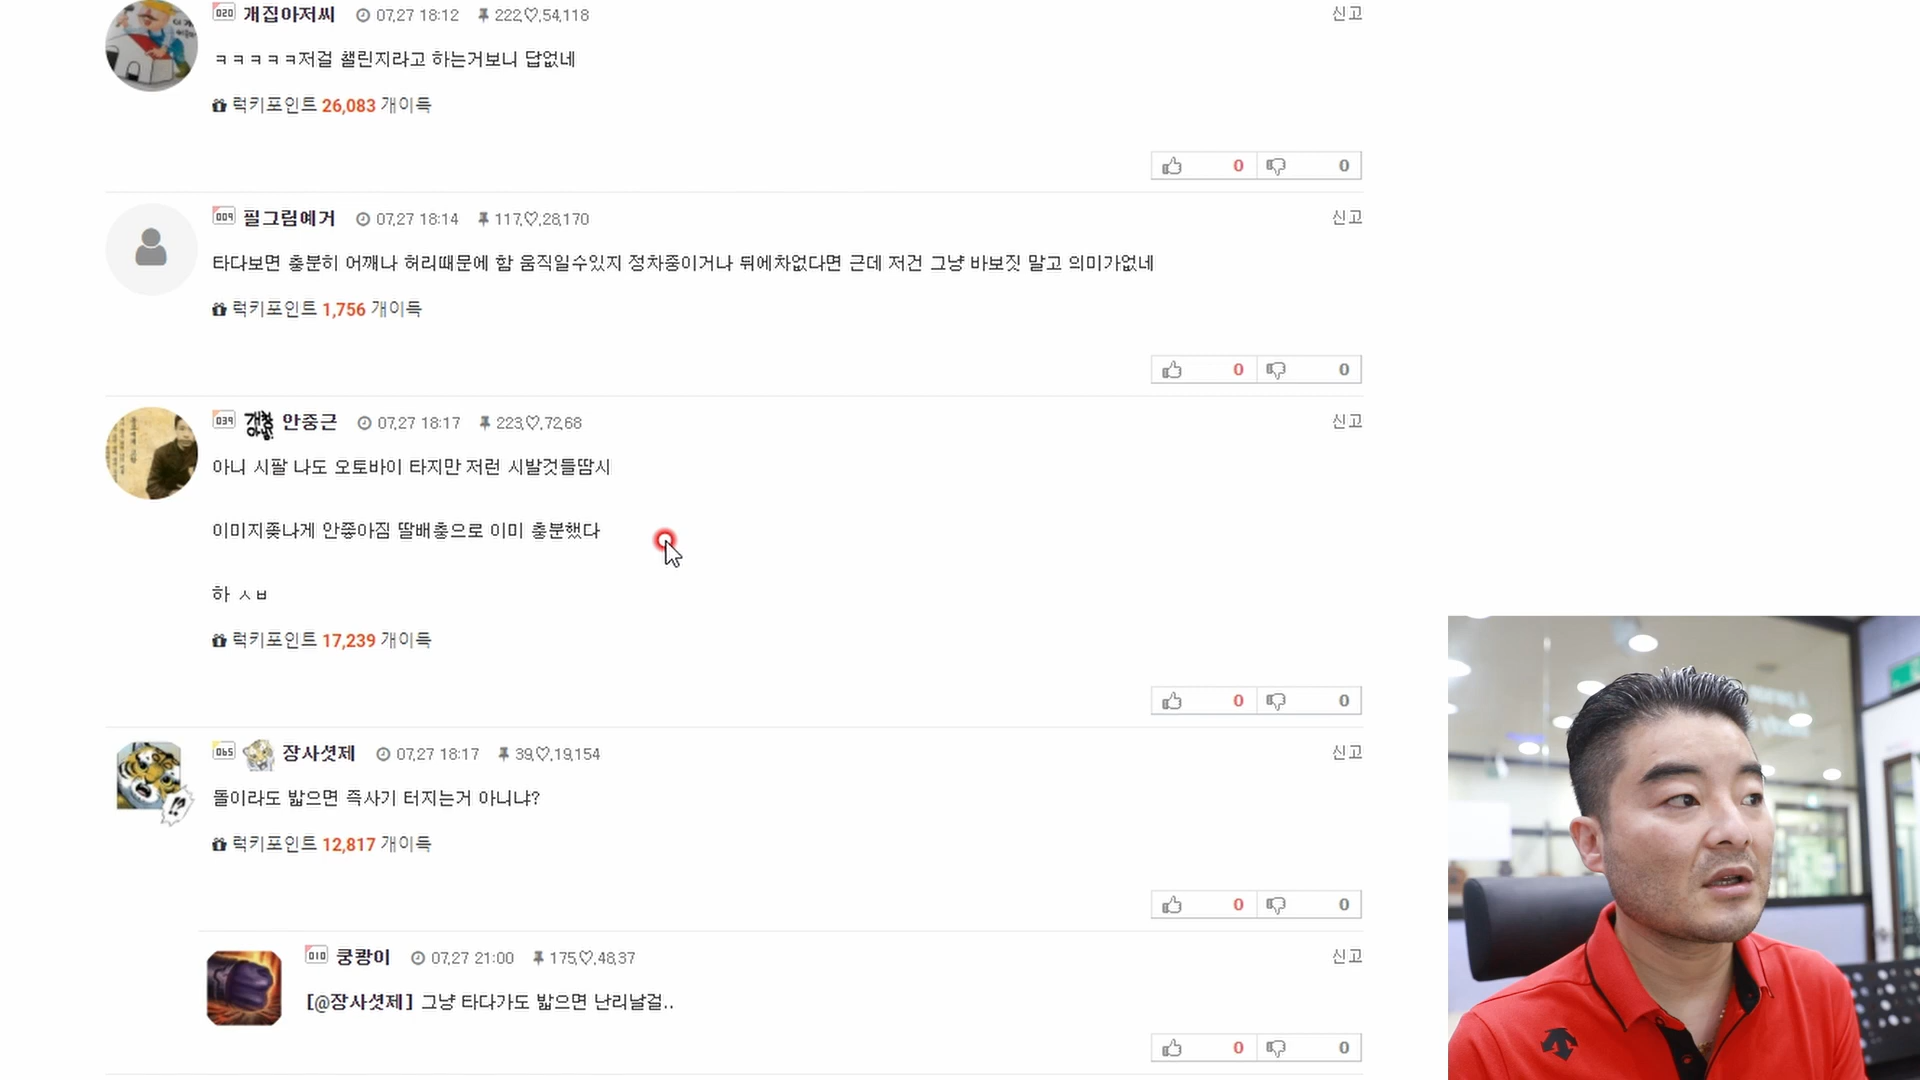 020 개집아저씨 07.27 18:12 222.♡.54.118 신고
ㅋㅋㅋㅋㅋ저걸 챌린지라고 하는거보니 답없네
럭키포인트 26,083 개이득
0 0
009 필그림예거 07.27 18:14 117.♡.28.170 신고
타다보면 충분히 어깨나 허리때문에 함 움직일수있지 정차중이거나 뒤에차없다면 근데 저건 그냥 바보짓 말고 의미가없네
럭키포인트 1,756 개이득
0 0
039 안중근 07.27 18:17 223.♡.72.68 신고
아니 시팔 나도 오토바이 타지만 저런 시발것들땀시
이미지좆나게 안좋아짐 딸배충으로 이미 충분했다
하 ㅅㅂ
럭키포인트 17,239 개이득
0 0
065 장사셧제 07.27 18:17 39.♡.19.154 신고
돌이라도 밟으면 즉사기 터지는거 아니냐?
럭키포인트 12,817 개이득
0 0
010 쿵쾅이 07.27 21:00 175.♡.48.37 신고
[@장사셧제] 그냥 타다가도 밟으면 난리날걸..
0 0